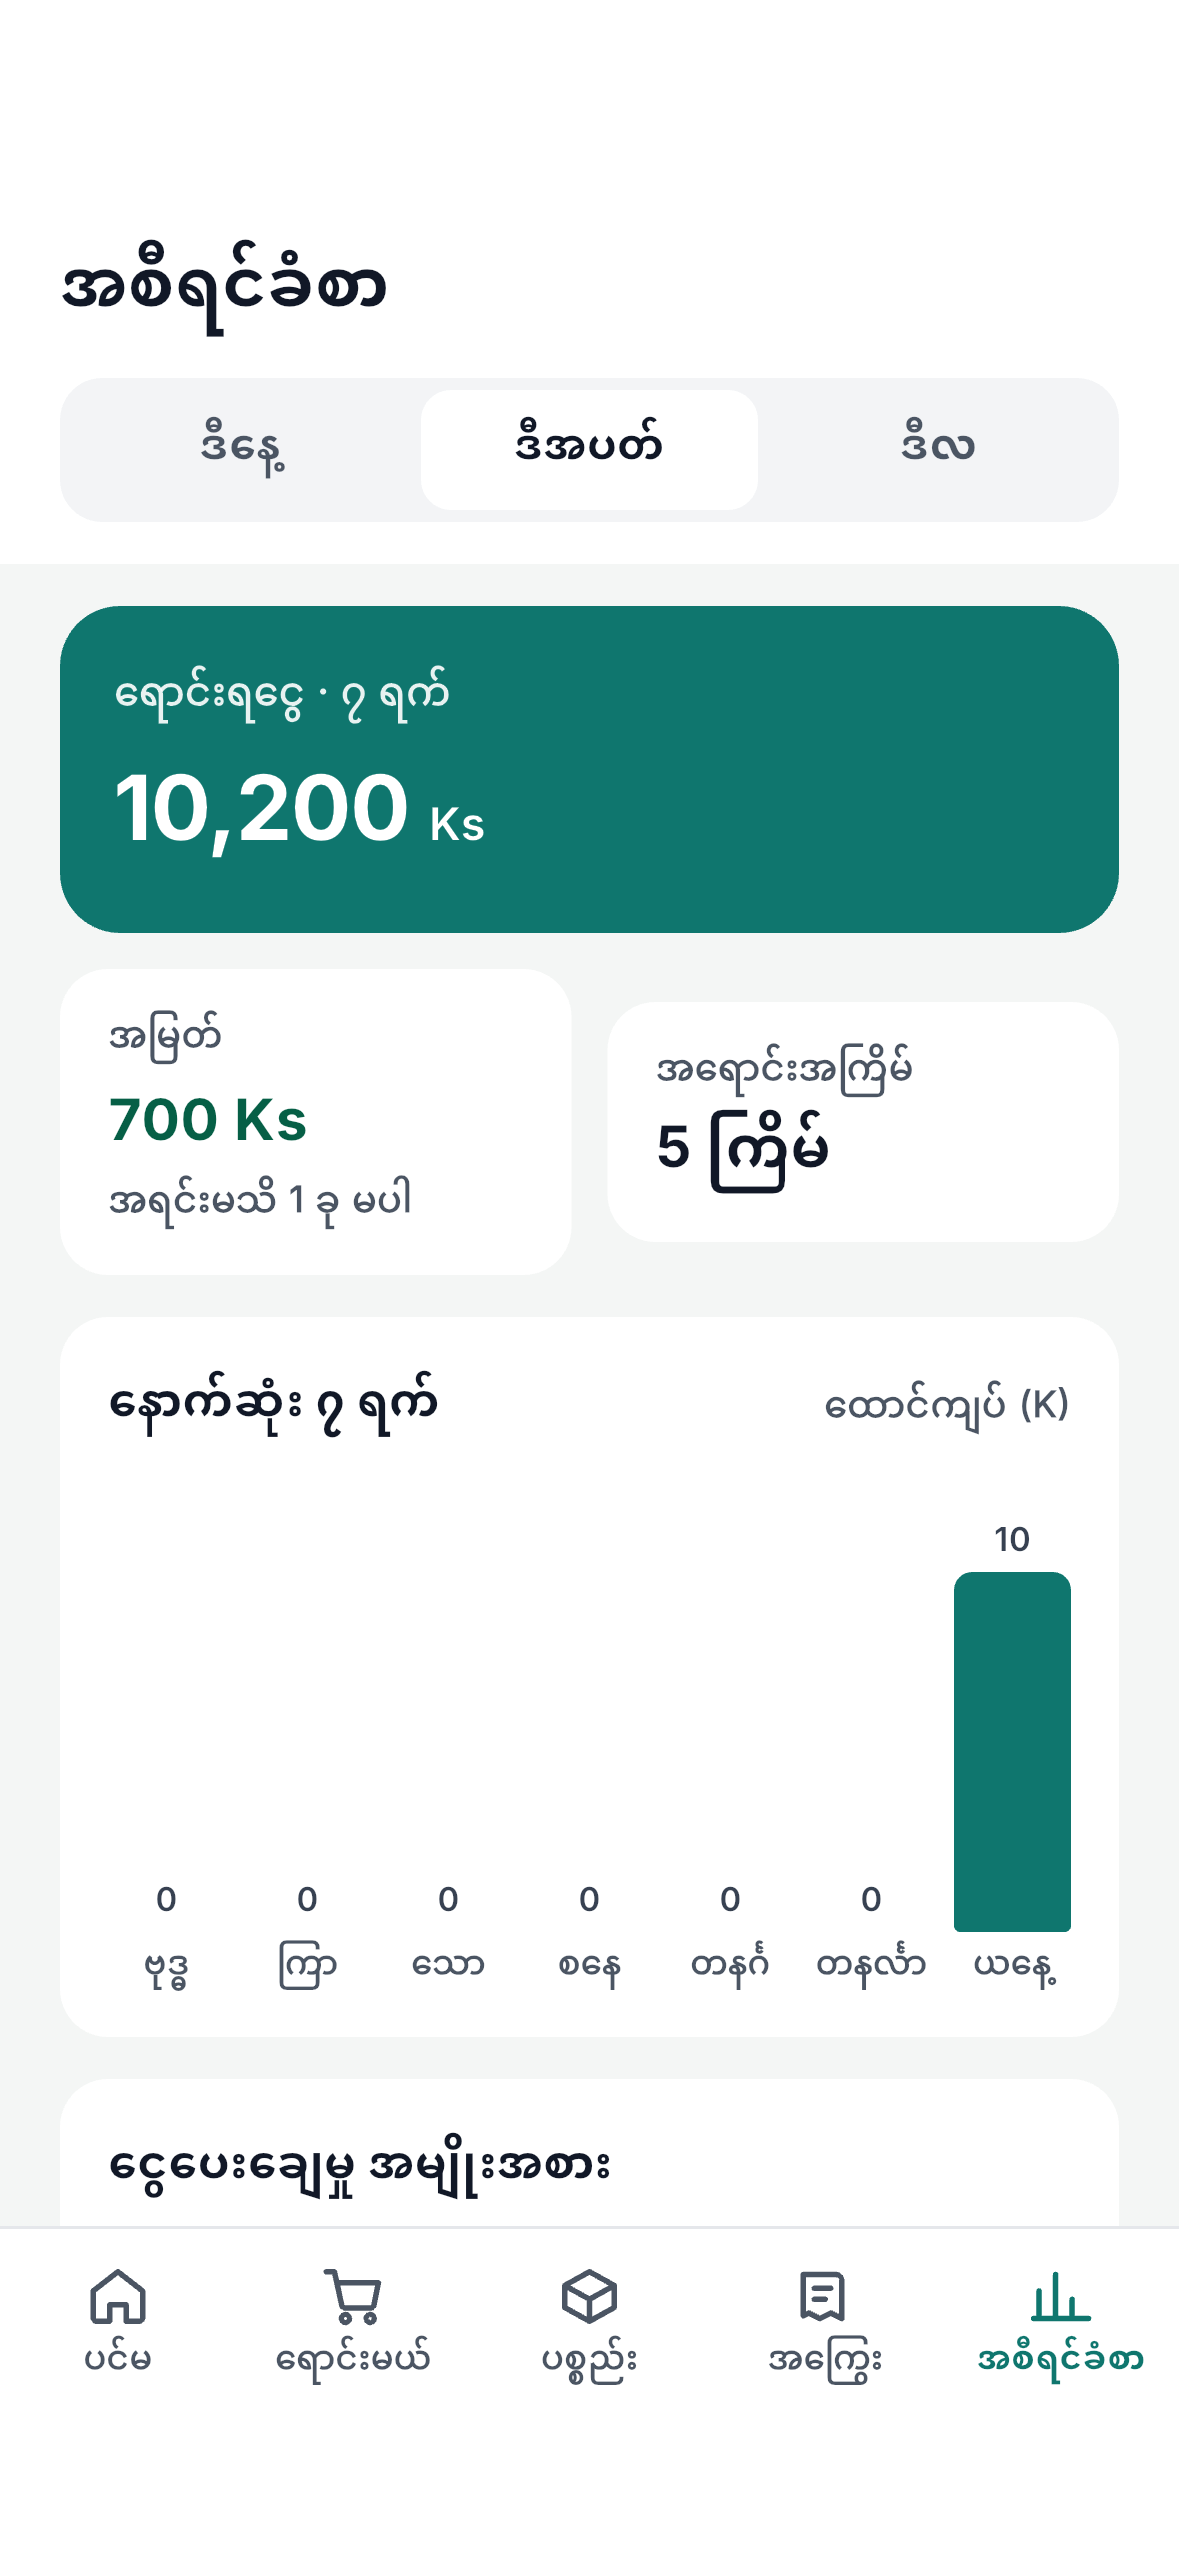 အစီရင်ခံစာ
ဒီနေ့ ဒီအပတ် ဒီလ
ရောင်းရငွေ · ၇ ရက်
10,200 Ks
အမြတ်
700 Ks
အရင်းမသိ 1 ခု မပါ
အရောင်းအကြိမ်
5 ကြိမ်
နောက်ဆုံး ၇ ရက် ထောင်ကျပ် (K)
10
0 0 0 0 0 0
ဗုဒ္ဓ ကြာ သော စနေ တနင်္ဂ တနင်္လာ ယနေ့
ငွေပေးချေမှု အမျိုးအစား
ပင်မ ရောင်းမယ် ပစ္စည်း အကြွေး အစီရင်ခံစာ